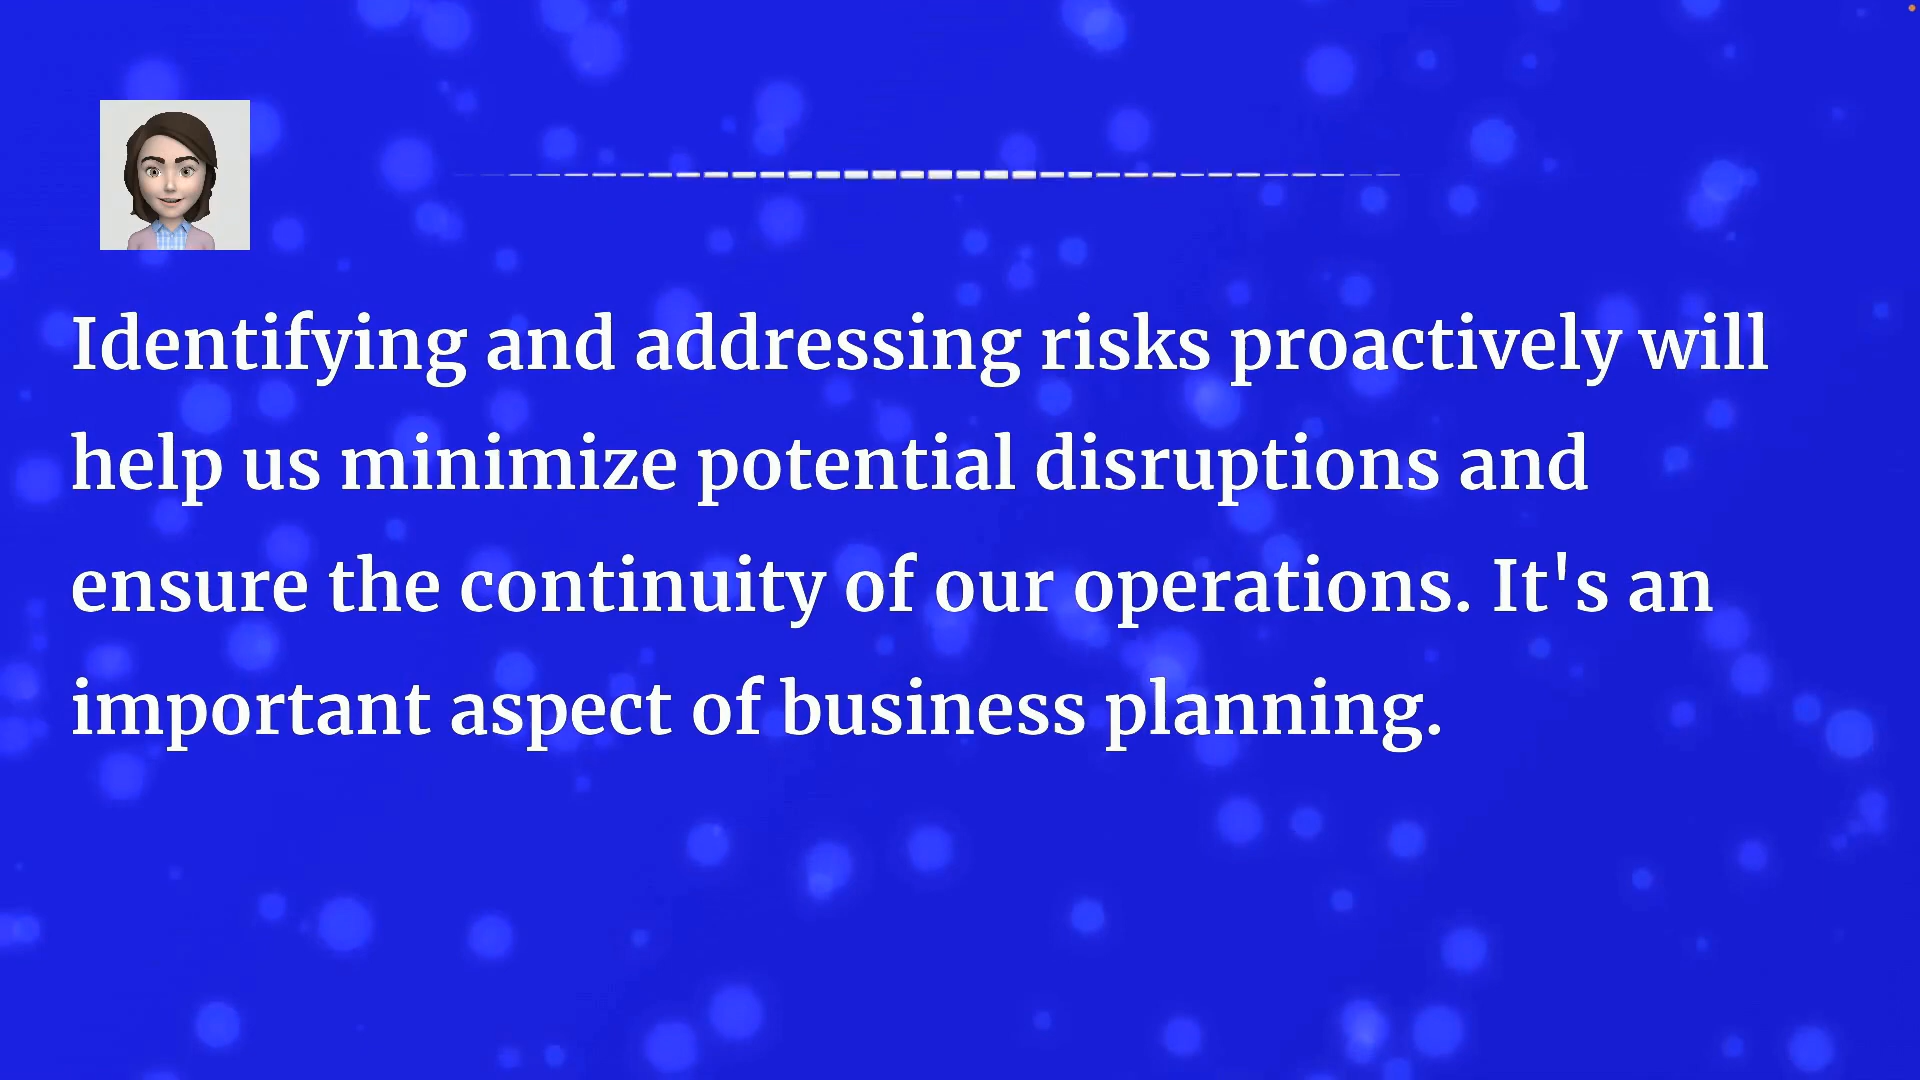 Identifying and addressing risks proactively will
help us minimize potential disruptions and
ensure the continuity of our operations. It's an
important aspect of business planning.